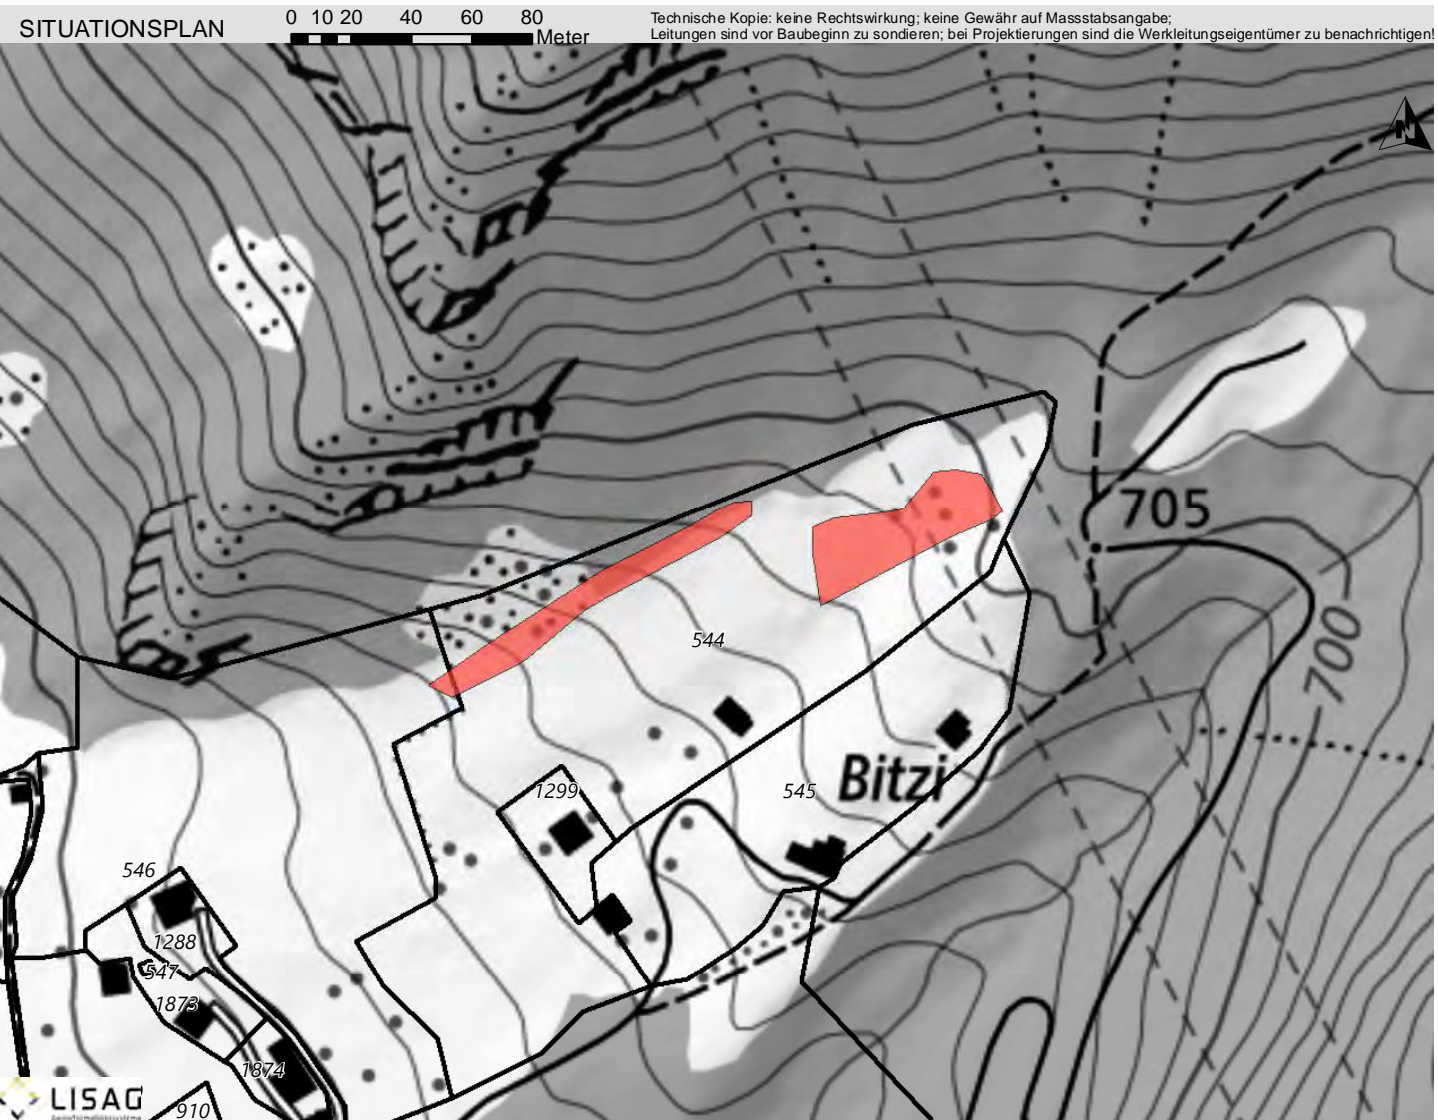 SITUATIONSPLAN
0 10 20 40 60 80
Meter
Technische Kopie: keine Rechtswirkung; keine Gewähr auf Massstabsangabe;
Leitungen sind vor Baubeginn zu sondieren; bei Projektierungen sind die Werkleitungseigentümer zu benachrichtigen!
N
705
544
700
Bitzi
1299
545
546
1288
547
1873
1874
910
LISAG